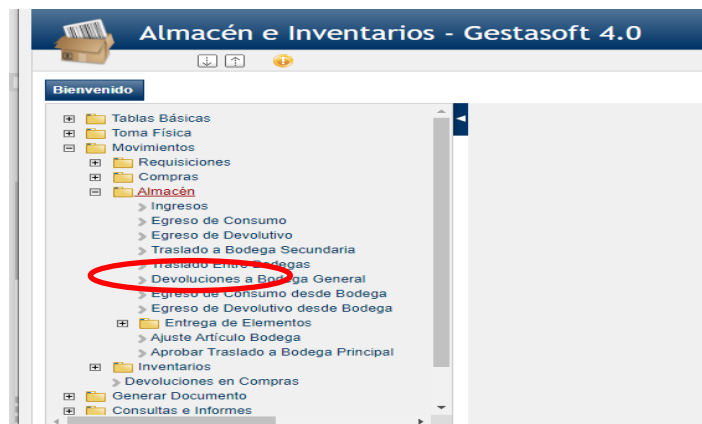 Almacén e Inventarios - Gestasoft 4.0
Bienvenido
Tablas Básicas
Toma Física
Movimientos
Requisiciones
Compras
Almacén
Ingresos
Egreso de Consumo
Egreso de Devolutivo
Traslado a Bodega Secundaria
Traslado Entre Bodegas
Devoluciones a Bodega General
Egreso de Consumo desde Bodega
Egreso de Devolutivo desde Bodega
Entrega de Elementos
Ajuste Artículo Bodega
Aprobar Traslado a Bodega Principal
Inventarios
Devoluciones en Compras
Generar Documento
Consultas e Informes